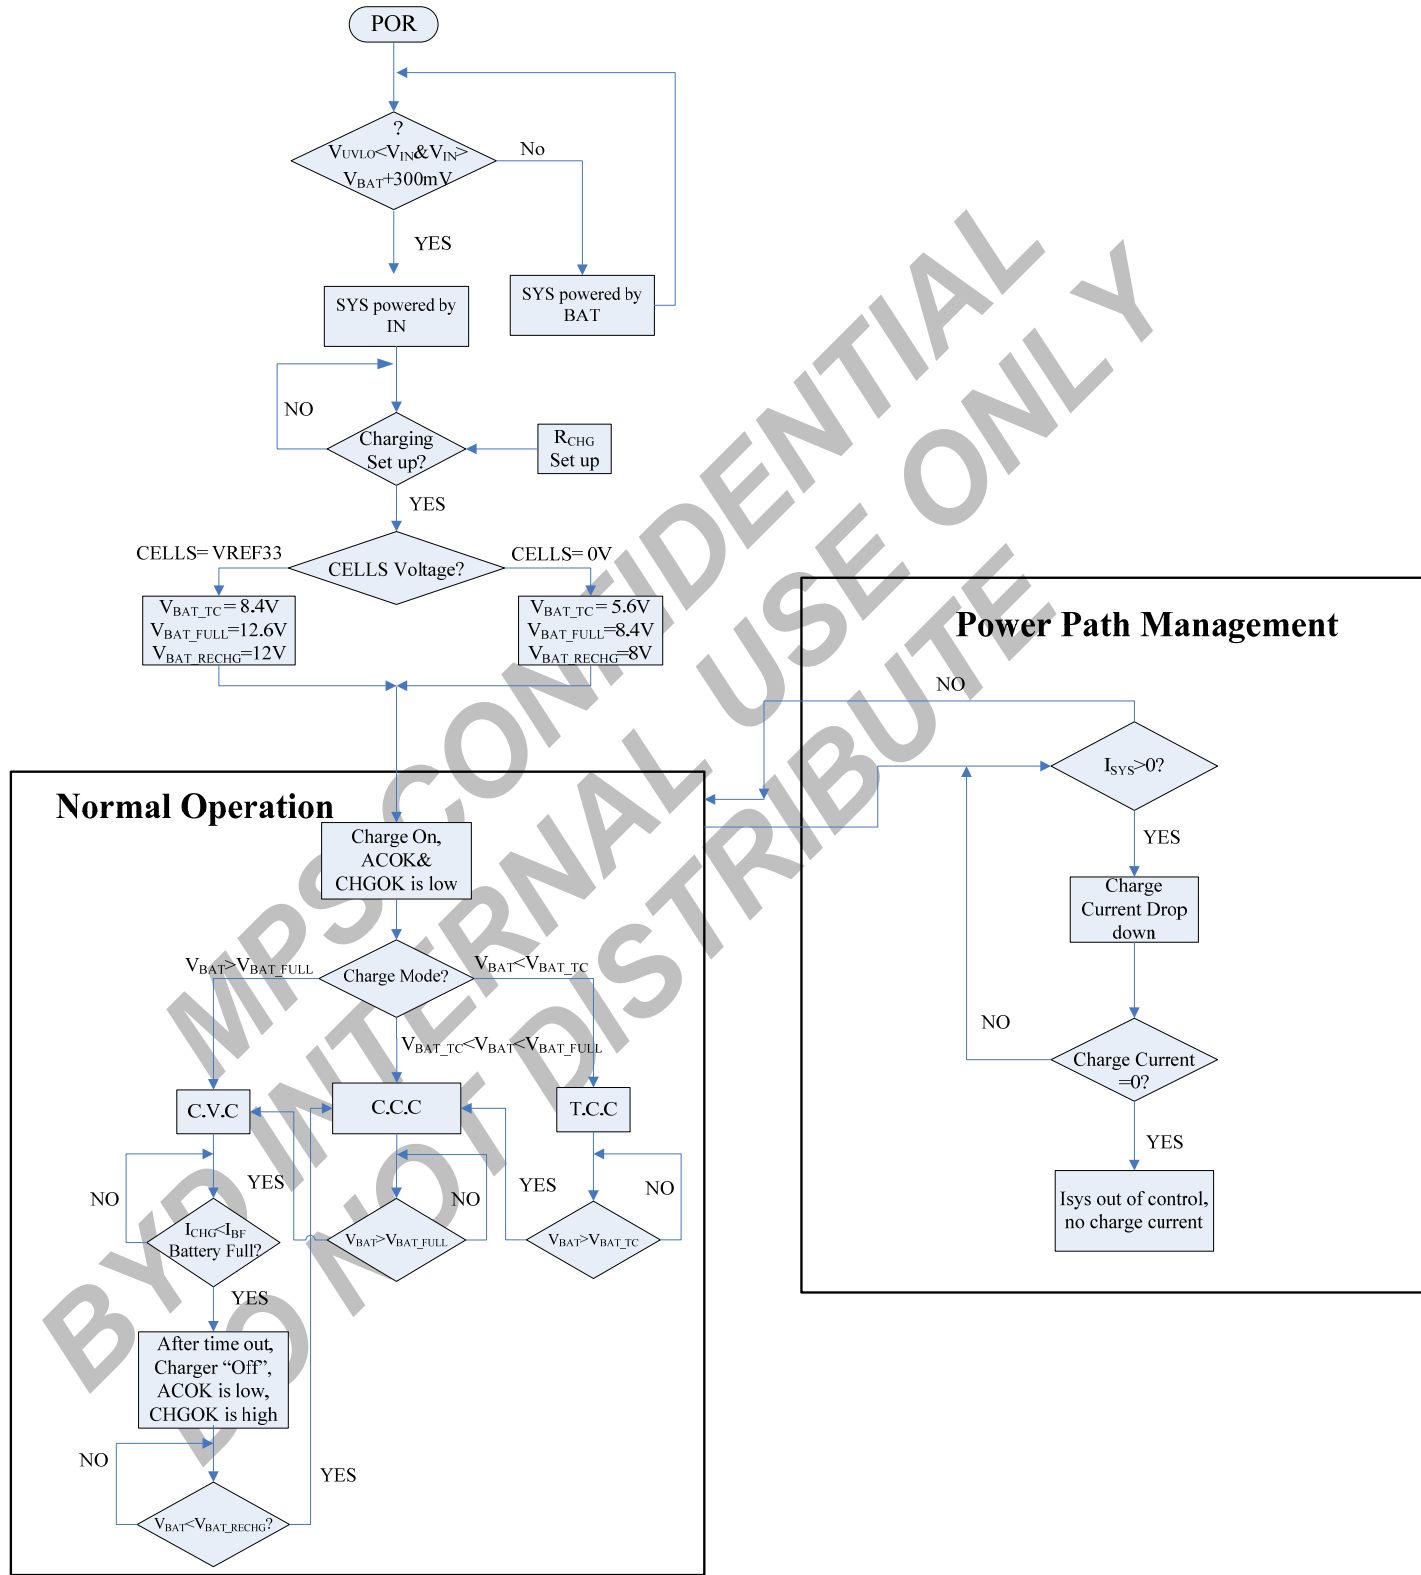 POR
?
VUVLO<VIN&VIN>
VBAT+300mV
No
YES
SYS powered by
IN
SYS powered by
BAT
NO
Charging
Set up?
RCHG
Set up
YES
CELLS= VREF33
CELLS Voltage?
CELLS= 0V
VBAT_TC= 8.4V
VBAT_FULL=12.6V
VBAT_RECHG=12V
VBAT_TC= 5.6V
VBAT_FULL=8.4V
VBAT_RECHG=8V
Normal Operation
Charge On,
ACOK&
CHGOK is low
VBAT>VBAT_FULL
Charge Mode?
VBAT<VBAT_TC
VBAT_TC<VBAT<VBAT_FULL
C.V.C
C.C.C
T.C.C
NO
YES
NO
YES
NO
ICHG<IBF
Battery Full?
VBAT>VBAT_FULL
VBAT>VBAT_TC
YES
After time out,
Charger “Off”,
ACOK is low,
CHGOK is high
NO
YES
VBAT<VBAT_RECHG?
Power Path Management
NO
ISYS>0?
YES
Charge
Current Drop
down
NO
Charge Current
=0?
YES
Isys out of control,
no charge current
MPS CONFIDENTIAL
BYD INTERNAL USE ONLY
DO NOT DISTRIBUTE